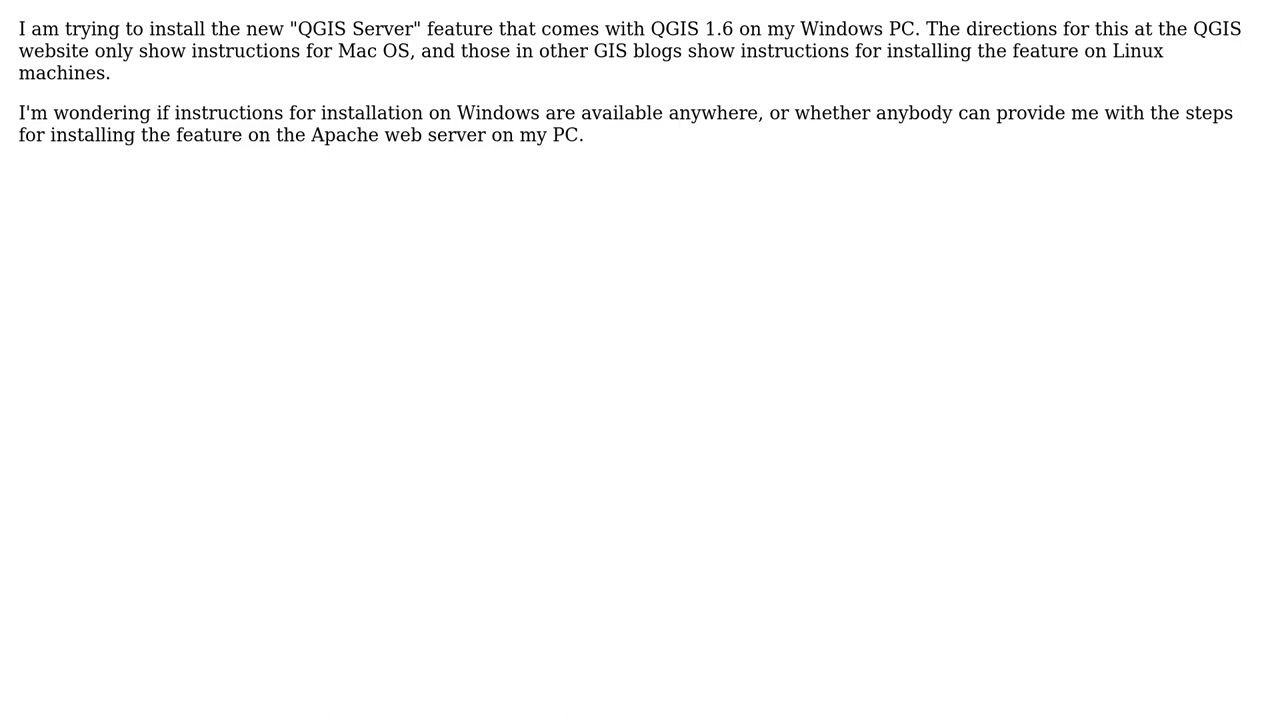 I am trying to install the new "QGIS Server" feature that comes with QGIS 1.6 on my Windows PC. The directions for this at the QGIS
website only show instructions for Mac OS, and those in other GIS blogs show instructions for installing the feature on Linux
machines.
I'm wondering if instructions for installation on Windows are available anywhere, or whether anybody can provide me with the steps
for installing the feature on the Apache web server on my PC.